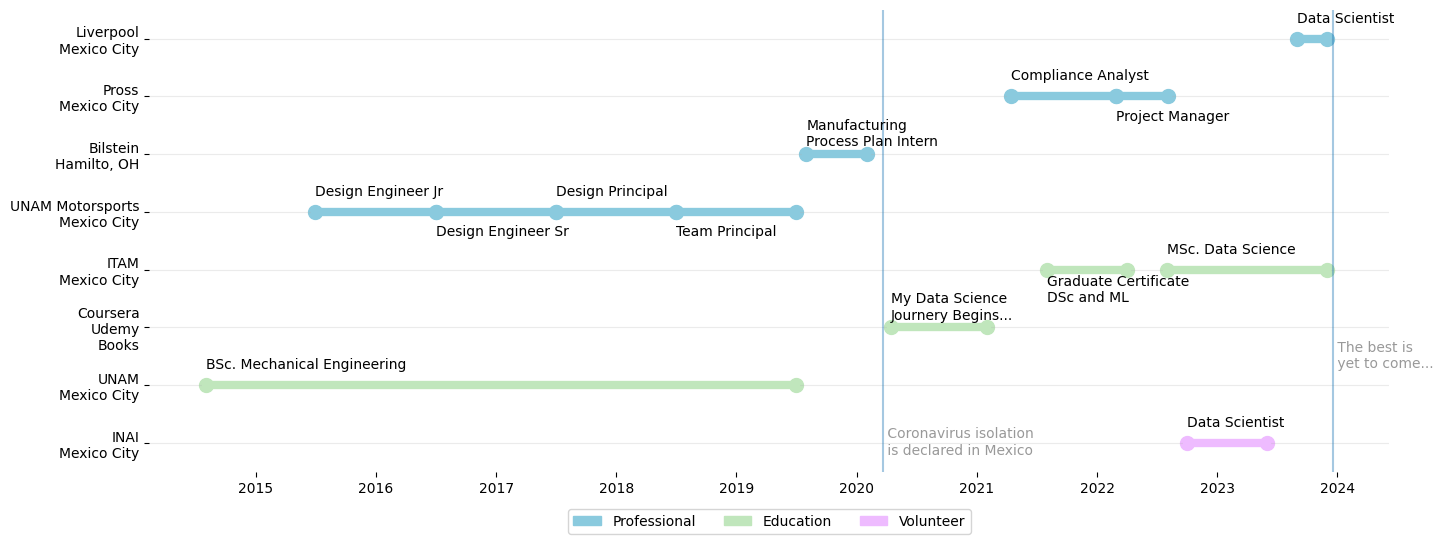 Data Scientist
Liverpool
Mexico City
Compliance Analyst
Pross
Mexico City
Project Manager
Manufacturing
Process Plan Intern
Bilstein
Hamilto, OH
Design Engineer Jr
Design Principal
UNAM Motorsports
Mexico City
Design Engineer Sr
Team Principal
MSc. Data Science
ITAM
Mexico City
Graduate Certificate
DSc and ML
My Data Science
Journery Begins...
Coursera
Udemy
Books
The best is
yet to come...
BSc. Mechanical Engineering
UNAM
Mexico City
Data Scientist
INAI
Mexico City
Coronavirus isolation
is declared in Mexico
2015 2016 2017 2018 2019 2020 2021 2022 2023 2024
Professional Education Volunteer